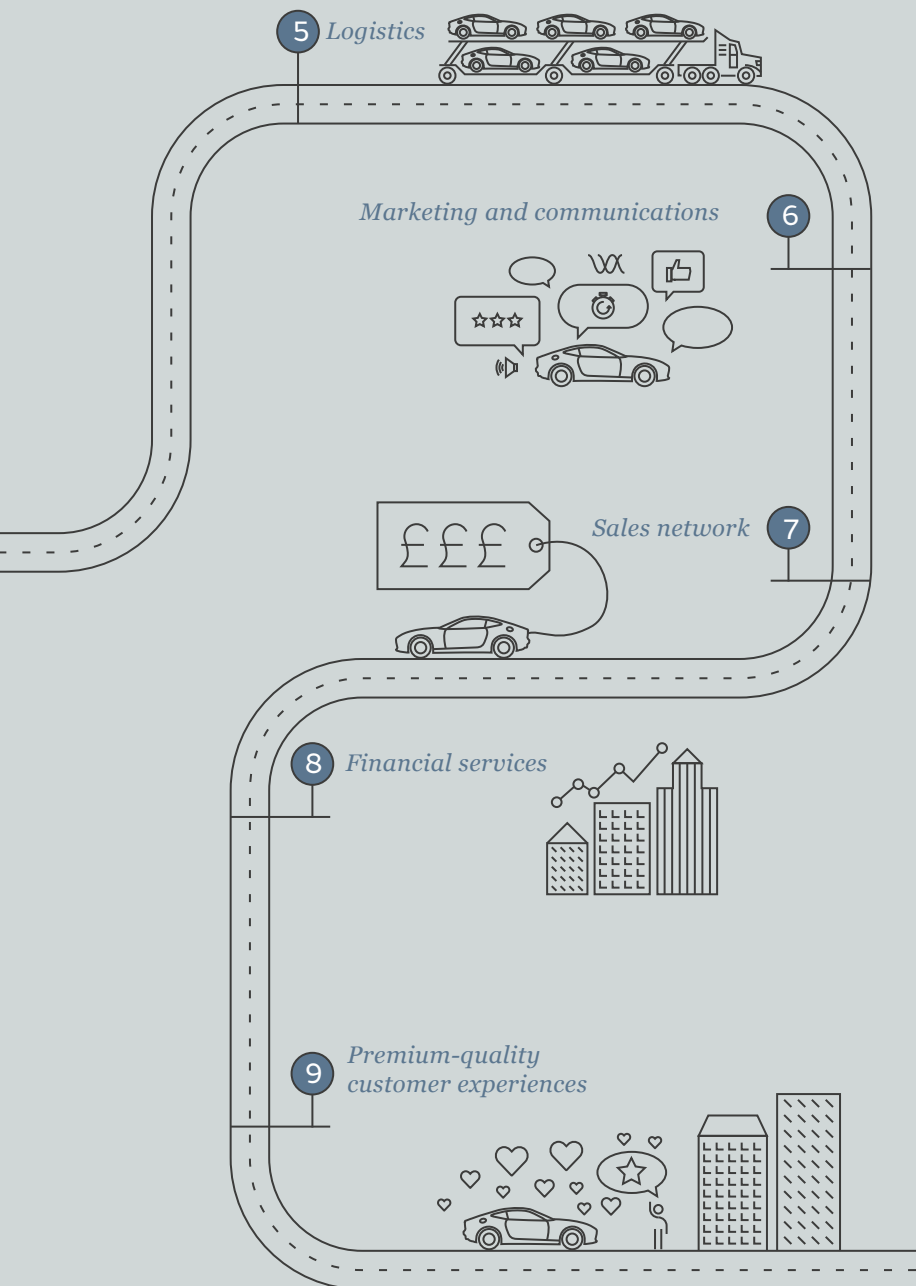 5 Logistics
Marketing and communications 6
£ £ £
Sales network 7
8 Financial services
9 Premium-quality
customer experiences